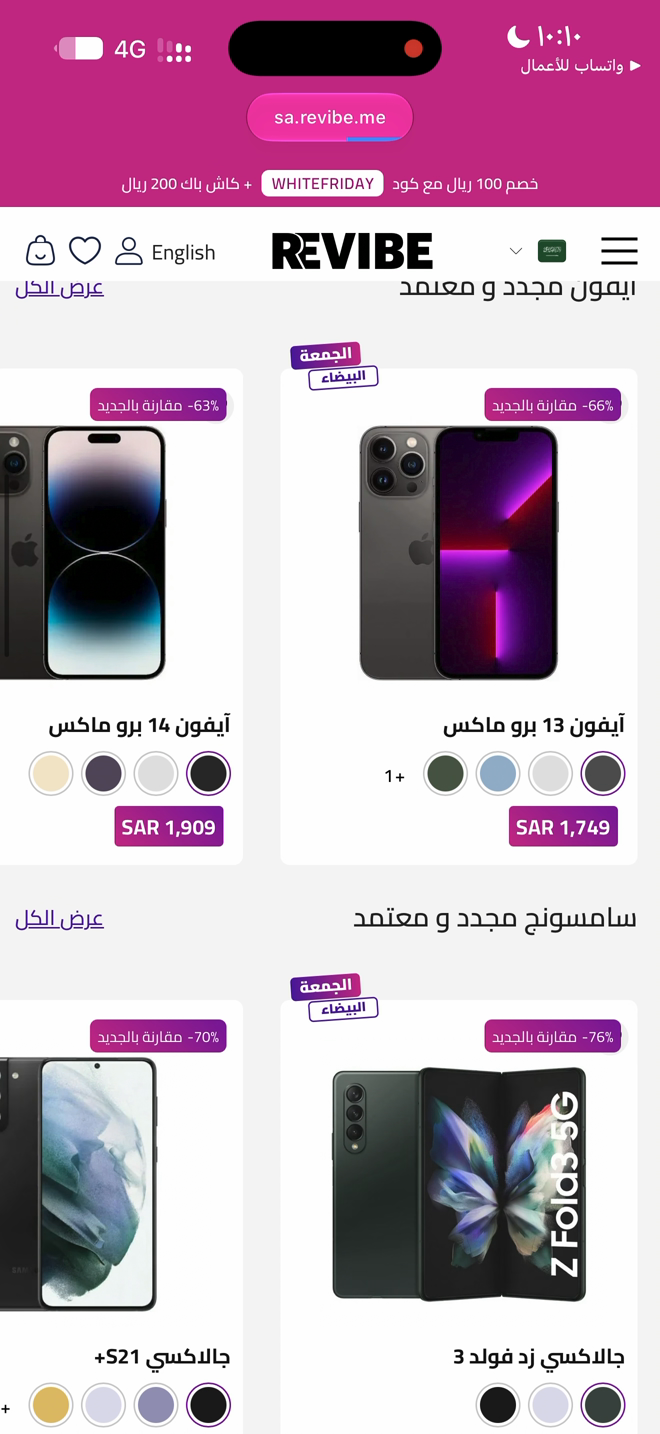 ١٠:١٠
4G
◀ واتساب للأعمال
sa.revibe.me
خصم 100 ريال مع كود WHITEFRIDAY + كاش باك 200 ريال
REVIBE
English
آيفون مجدد و معتمد
عرض الكل
الجمعة
البيضاء
-66% مقارنة بالجديد
-63% مقارنة بالجديد
آيفون 13 برو ماكس
آيفون 14 برو ماكس
+1
SAR 1,749
SAR 1,909
سامسونج مجدد و معتمد
عرض الكل
الجمعة
البيضاء
-76% مقارنة بالجديد
-70% مقارنة بالجديد
Z Fold3 5G
جالاكسي زد فولد 3
جالاكسي S21+
+